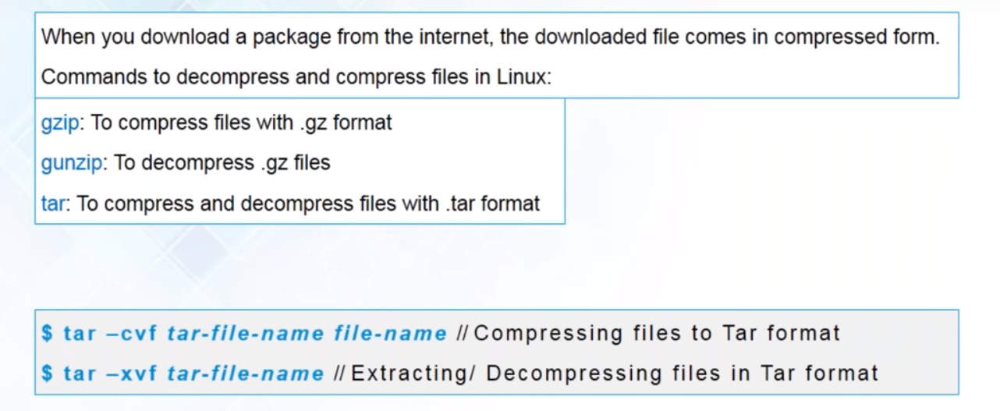 When you download a package from the internet, the downloaded file comes in compressed form.
Commands to decompress and compress files in Linux:
gzip: To compress files with .gz format
gunzip: To decompress .gz files
tar: To compress and decompress files with .tar format
$ tar –cvf tar-file-name file-name // Compressing files to Tar format
$ tar –xvf tar-file-name // Extracting/ Decompressing files in Tar format